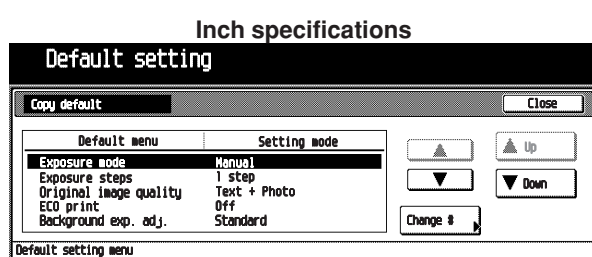 Inch specifications
Default setting
Copy default
Close
Default menu Setting mode
Exposure mode Manual
Exposure steps 1 step
Original image quality Text + Photo
ECO print Off
Background exp. adj. Standard
Up
Down
Change #
Default setting menu